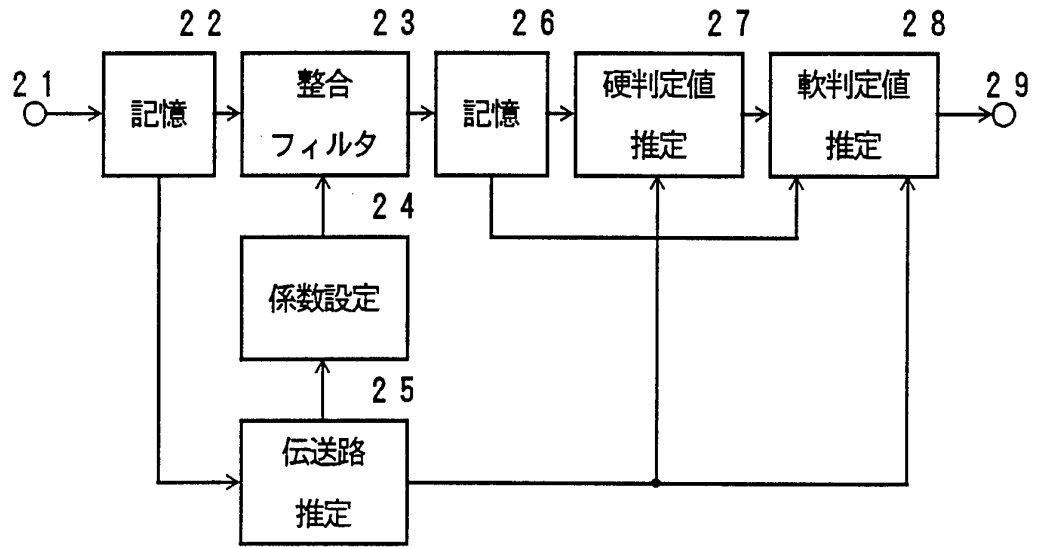 22
23
26
27
28
21
29
記憶
整合
フィルタ
記憶
硬判定値
推定
軟判定値
推定
24
係数設定
25
伝送路
推定